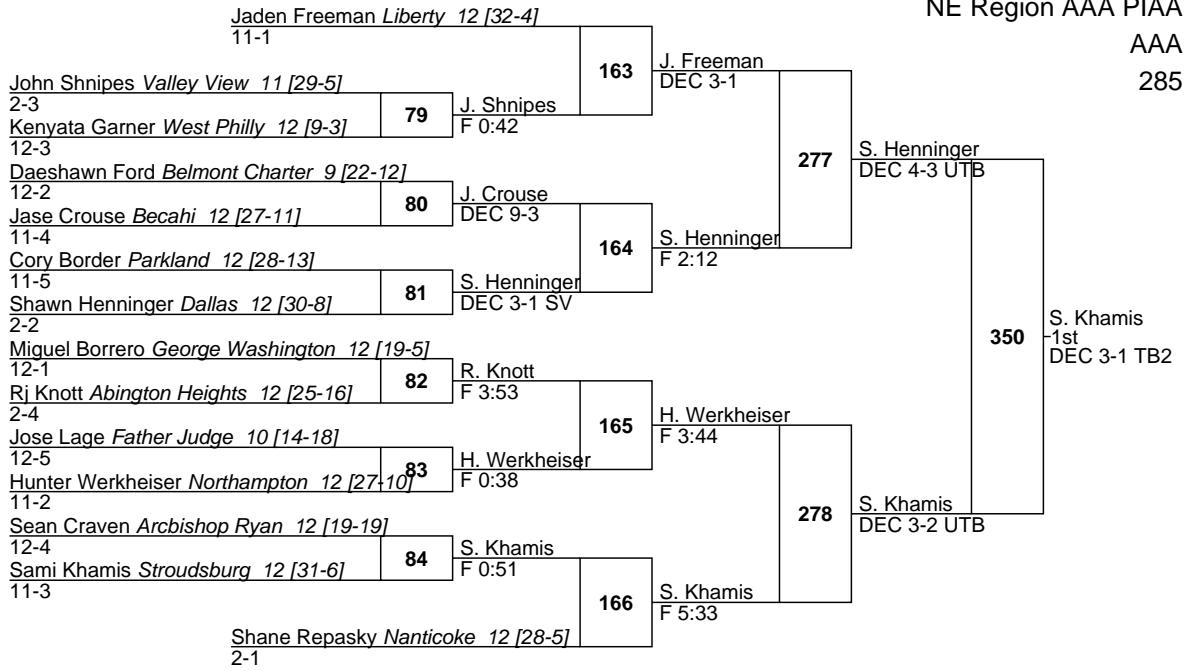 NE Region AAA PIAA
AAA
285
Jaden Freeman Liberty 12 [32-4]
11-1
John Shnipes Valley View 11 [29-5]
2-3
Kenyata Garner West Philly 12 [9-3]
12-3
Daeshawn Ford Belmont Charter 9 [22-12]
12-2
Jase Crouse Becahi 12 [27-11]
11-4
Cory Border Parkland 12 [28-13]
11-5
Shawn Henninger Dallas 12 [30-8]
2-2
Miguel Borrero George Washington 12 [19-5]
12-1
Rj Knott Abington Heights 12 [25-16]
2-4
Jose Lage Father Judge 10 [14-18]
12-5
Hunter Werkheiser Northampton 12 [27-10]
11-2
Sean Craven Arcbishop Ryan 12 [19-19]
12-4
Sami Khamis Stroudsburg 12 [31-6]
11-3
Shane Repasky Nanticoke 12 [28-5]
2-1
79
J. Shnipes
F 0:42
80
J. Crouse
DEC 9-3
81
S. Henninger
DEC 3-1 SV
82
R. Knott
F 3:53
83
H. Werkheiser
F 0:38
84
S. Khamis
F 0:51
163
J. Freeman
DEC 3-1
164
S. Henninger
F 2:12
165
H. Werkheiser
F 3:44
166
S. Khamis
F 5:33
277
S. Henninger
DEC 4-3 UTB
278
S. Khamis
DEC 3-2 UTB
350
S. Khamis
1st
DEC 3-1 TB2